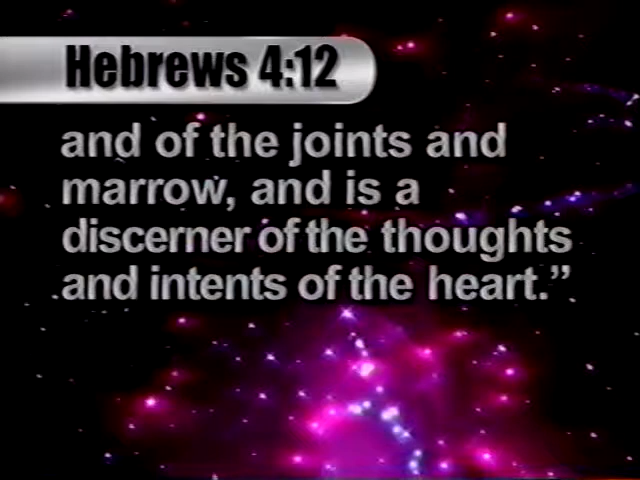 Hebrews 4:12
and of the joints and
marrow, and is a
discerner of the thoughts
and intents of the heart.”